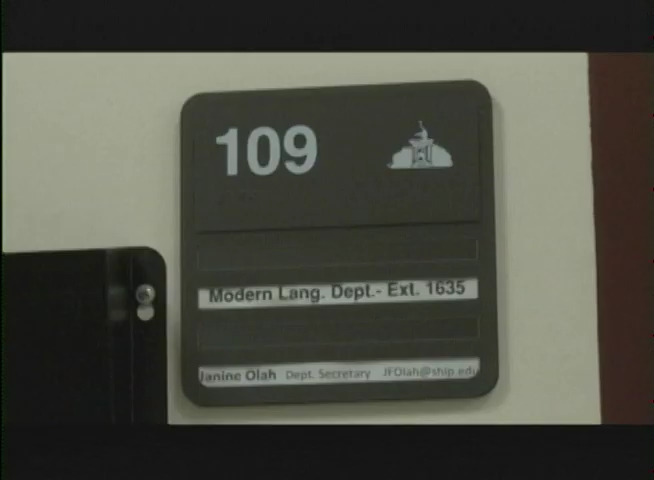 109
Modern Lang. Dept.- Ext. 1635
Janine Olah Dept. Secretary JFOlah@ship.edu